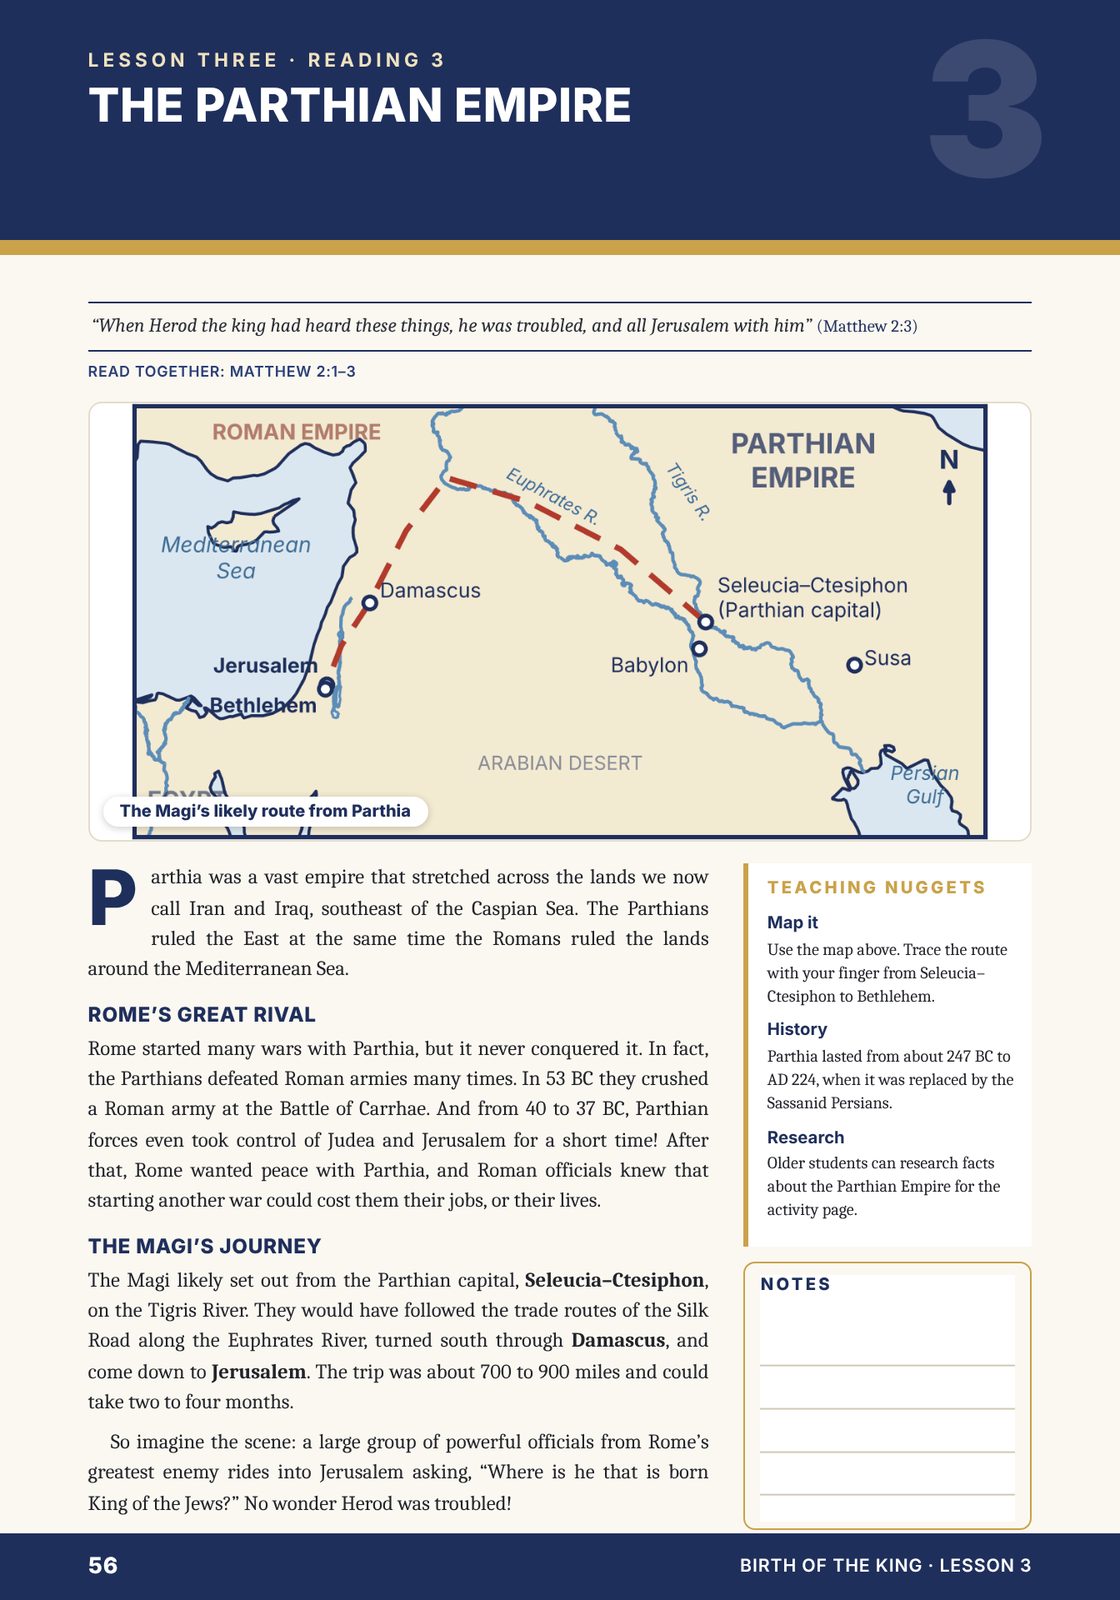 LESSON THREE · READING 3
3
THE PARTHIAN EMPIRE
“When Herod the king had heard these things, he was troubled, and all Jerusalem with him” (Matthew 2:3)
READ TOGETHER: MATTHEW 2:1–3
ROMAN EMPIRE
PARTHIAN
EMPIRE
N
Euphrates R.
Tigris R.
Mediterranean
Sea
Damascus
Seleucia–Ctesiphon
(Parthian capital)
Jerusalem
Babylon
Susa
Bethlehem
ARABIAN DESERT
Persian
Gulf
EGYPT
The Magi’s likely route from Parthia
Parthia was a vast empire that stretched across the lands we now
call Iran and Iraq, southeast of the Caspian Sea. The Parthians
ruled the East at the same time the Romans ruled the lands
around the Mediterranean Sea.
ROME’S GREAT RIVAL
Rome started many wars with Parthia, but it never conquered it. In fact,
the Parthians defeated Roman armies many times. In 53 BC they crushed
a Roman army at the Battle of Carrhae. And from 40 to 37 BC, Parthian
forces even took control of Judea and Jerusalem for a short time! After
that, Rome wanted peace with Parthia, and Roman officials knew that
starting another war could cost them their jobs, or their lives.
THE MAGI’S JOURNEY
The Magi likely set out from the Parthian capital, Seleucia–Ctesiphon,
on the Tigris River. They would have followed the trade routes of the Silk
Road along the Euphrates River, turned south through Damascus, and
come down to Jerusalem. The trip was about 700 to 900 miles and could
take two to four months.
So imagine the scene: a large group of powerful officials from Rome’s
greatest enemy rides into Jerusalem asking, “Where is he that is born
King of the Jews?” No wonder Herod was troubled!
TEACHING NUGGETS
Map it
Use the map above. Trace the route
with your finger from Seleucia–
Ctesiphon to Bethlehem.
History
Parthia lasted from about 247 BC to
AD 224, when it was replaced by the
Sassanid Persians.
Research
Older students can research facts
about the Parthian Empire for the
activity page.
NOTES
56
BIRTH OF THE KING · LESSON 3